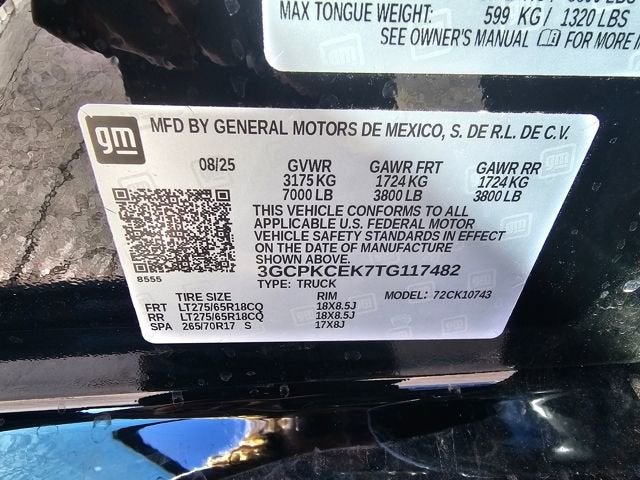 MAX TONGUE WEIGHT:
599 KG/ 1320 LBS
SEE OWNER'S MANUAL FOR MORE
gm
MFD BY GENERAL MOTORS DE MEXICO, S. DE R.L. DE C.V.
08/25 GVWR GAWR FRT GAWR RR
3175 KG 1724 KG 1724 KG
7000 LB 3800 LB 3800 LB
THIS VEHICLE CONFORMS TO ALL
APPLICABLE U.S. FEDERAL MOTOR
VEHICLE SAFETY STANDARDS IN EFFECT
ON THE DATE OF MANUFACTURE
SHOWN ABOVE.
8555
3GCPKCEK7TG117482
TYPE: TRUCK
TIRE SIZE RIM MODEL: 72CK10743
FRT LT275/65R18CQ 18X8.5J
RR LT275/65R18CQ 18X8.5J
SPA 265/70R17 S 17X8J